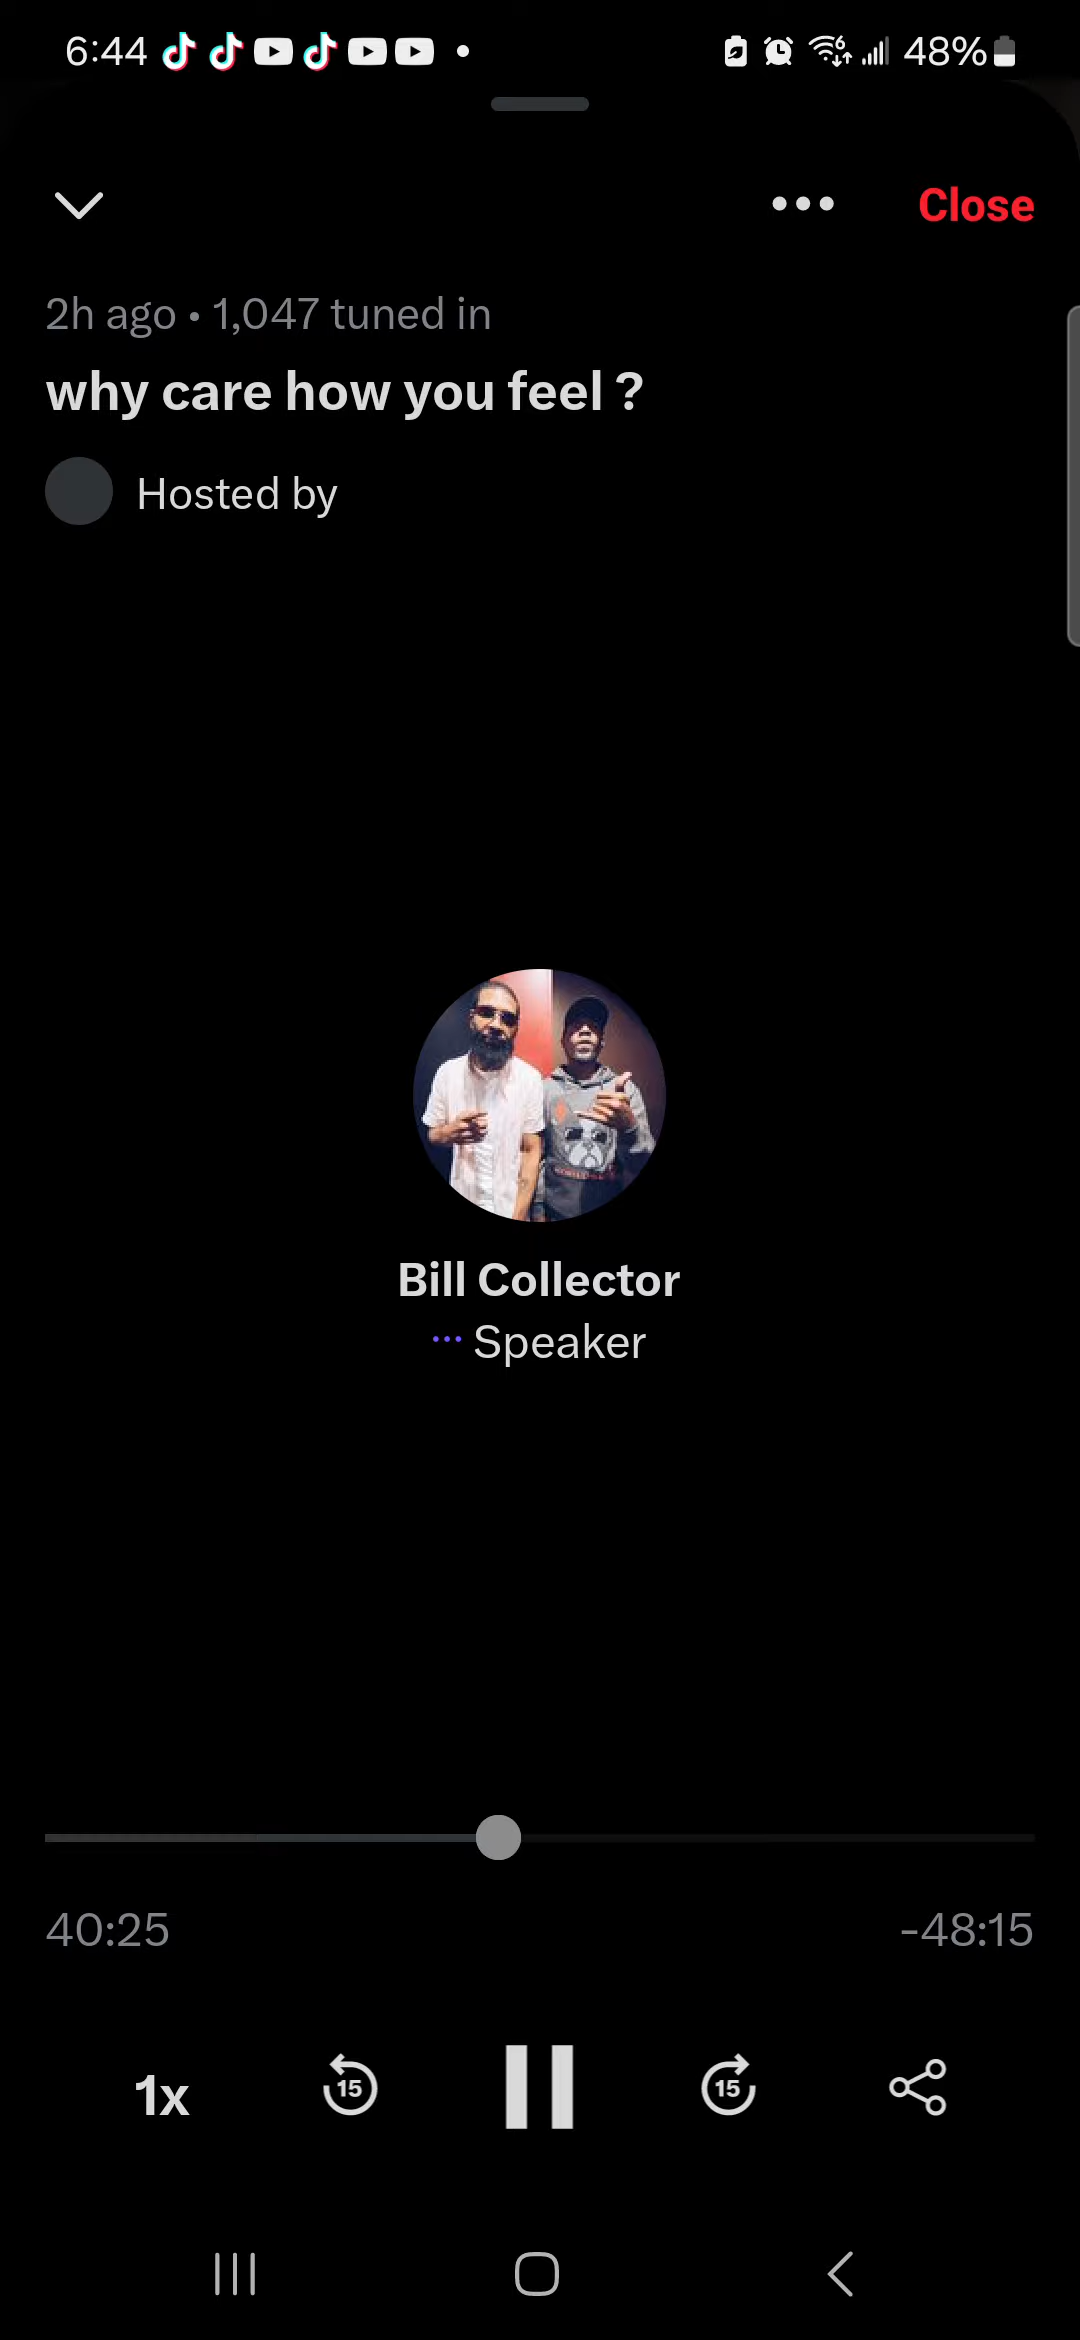 6:44
48%
Close
2h ago • 1,047 tuned in
why care how you feel ?
Hosted by
Bill Collector
Speaker
40:25
-48:15
1x
15
15